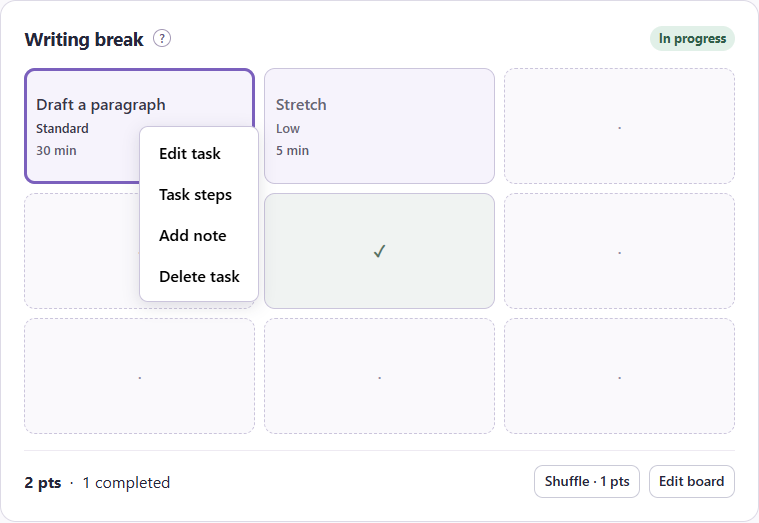 Writing break ?
In progress
Draft a paragraph
Standard
30 min
Stretch
Low
5 min
Edit task
Task steps
Add note
Delete task
✓
2 pts · 1 completed
Shuffle · 1 pts
Edit board